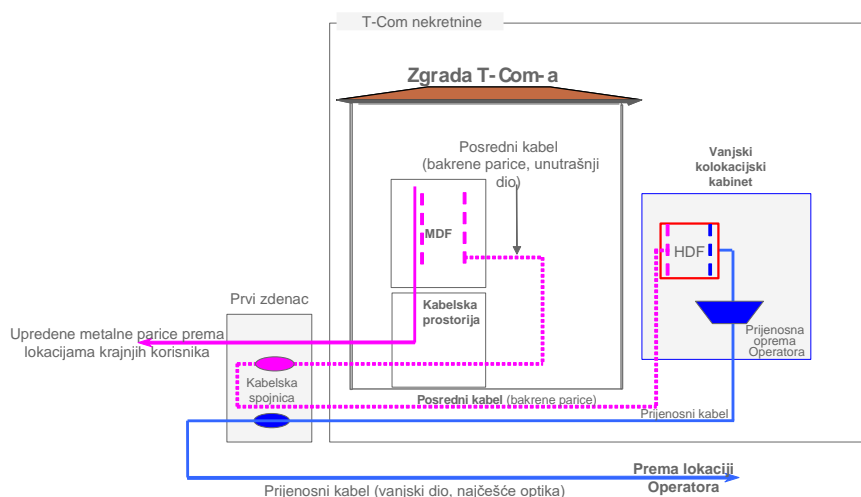 T-Com nekretnine
Zgrada T-Com-a
Posredni kabel
(bakrene parice, unutrašnji
dio)
Vanjski
kolokacijski
kabinet
MDF
HDF
Prvi zdenac
Kabelska
prostorija
Upredene metalne parice prema
lokacijama krajnjih korisnika
Prijenosna
oprema
Operatora
Kabelska
spojnica
Posredni kabel (bakrene parice)
Prijenosni kabel
Prema lokaciji
Operatora
Prijenosni kabel (vanjski dio, najčešće optika)